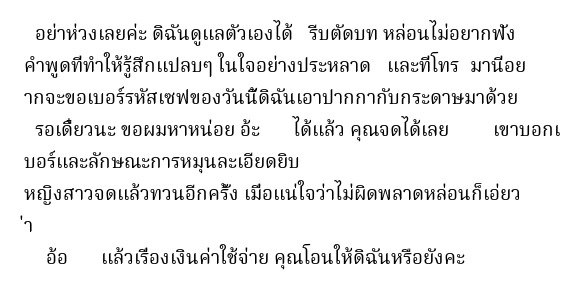 อย่าห่วงเลยค่ะ ดิฉันดูแลตัวเองได้ รีบตัดบท หล่อนไม่อยากฟัง
คำพูดที่ทำให้รู้สึกแปลบๆ ในใจอย่างประหลาด และที่โทร มานี่อย
ากจะขอเบอร์รหัสเซฟของวันนี้ดิฉันเอาปากกากับกระดาษมาด้วย
รอเดี๋ยวนะ ขอผมหาหน่อย อ้ะ ได้แล้ว คุณจดได้เลย เขาบอกเ
บอร์และลักษณะการหมุนละเอียดยิบ
หญิงสาวจดแล้วทวนอีกครั้ง เมื่อแน่ใจว่าไม่ผิดพลาดหล่อนก็เอ่ยว
่า
อ้อ แล้วเรื่องเงินค่าใช้จ่าย คุณโอนให้ดิฉันหรือยังคะ